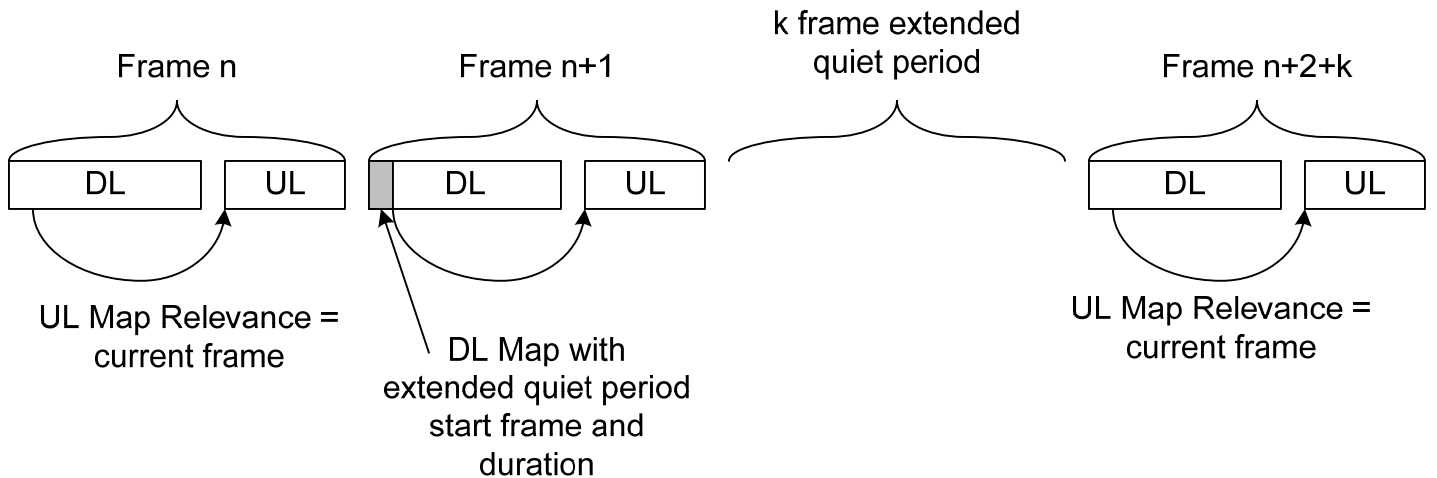 Frame n
Frame n+1
k frame extended
quiet period
Frame n+2+k
DL
UL
DL
UL
DL
UL
UL Map Relevance =
current frame
DL Map with
extended quiet period
start frame and
duration
UL Map Relevance =
current frame